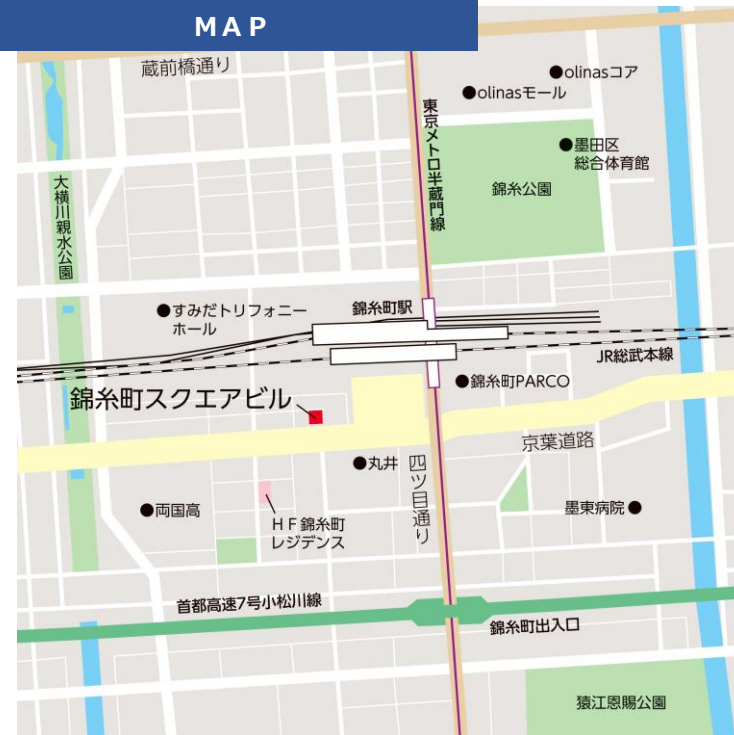 MAP
蔵前橋通り
●olinasコア
●olinasモール
東京メトロ半蔵門線
●墨田区
総合体育館
錦糸公園
大横川親水公園
●すみだトリフォニー
ホール
錦糸町駅
JR総武本線
錦糸町スクエアビル
●錦糸町PARCO
京葉道路
●丸井
四ツ目通り
●両国高
HF錦糸町
レジデンス
墨東病院●
首都高速7号小松川線
錦糸町出入口
猿江恩賜公園